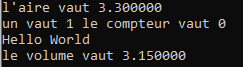 l'aire vaut 3.300000
un vaut 1 le compteur vaut 0
Hello World
le volume vaut 3.150000